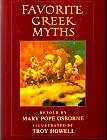 FAVORITE
GREEK
MYTHS
RETOLD BY
MARY POPE OSBORNE
ILLUSTRATED BY
TROY HOWELL